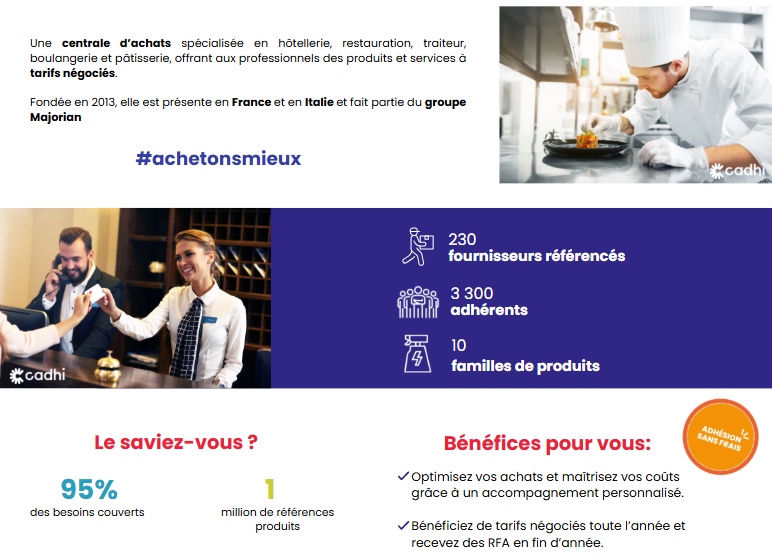 Une centrale d’achats spécialisée en hôtellerie, restauration, traiteur,
boulangerie et pâtisserie, offrant aux professionnels des produits et services à
tarifs négociés.
Fondée en 2013, elle est présente en France et en Italie et fait partie du groupe
Majorian
#achetonsmieux
cadhi
230
fournisseurs référencés
3 300
adhérents
10
familles de produits
cadhi
Le saviez-vous ?
95%
des besoins couverts
1
million de références
produits
Bénéfices pour vous:
ADHÉSION
SANS FRAIS
Optimisez vos achats et maîtrisez vos coûts
grâce à un accompagnement personnalisé.
Bénéficiez de tarifs négociés toute l’année et
recevez des RFA en fin d’année.